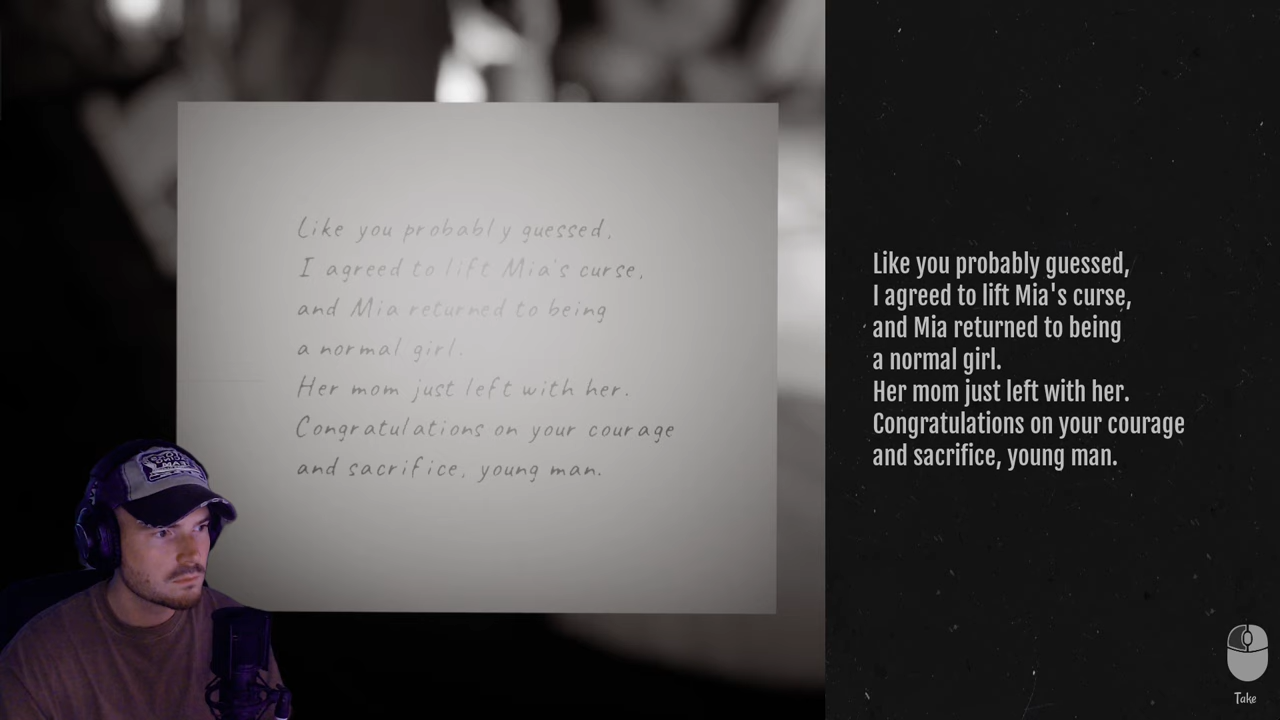 Like you probably guessed,
I agreed to lift Mia's curse,
and Mia returned to being
a normal girl.
Her mom just left with her.
Congratulations on your courage
and sacrifice, young man.
Like you probably guessed,
I agreed to lift Mia's curse,
and Mia returned to being
a normal girl.
Her mom just left with her.
Congratulations on your courage
and sacrifice, young man.
Take